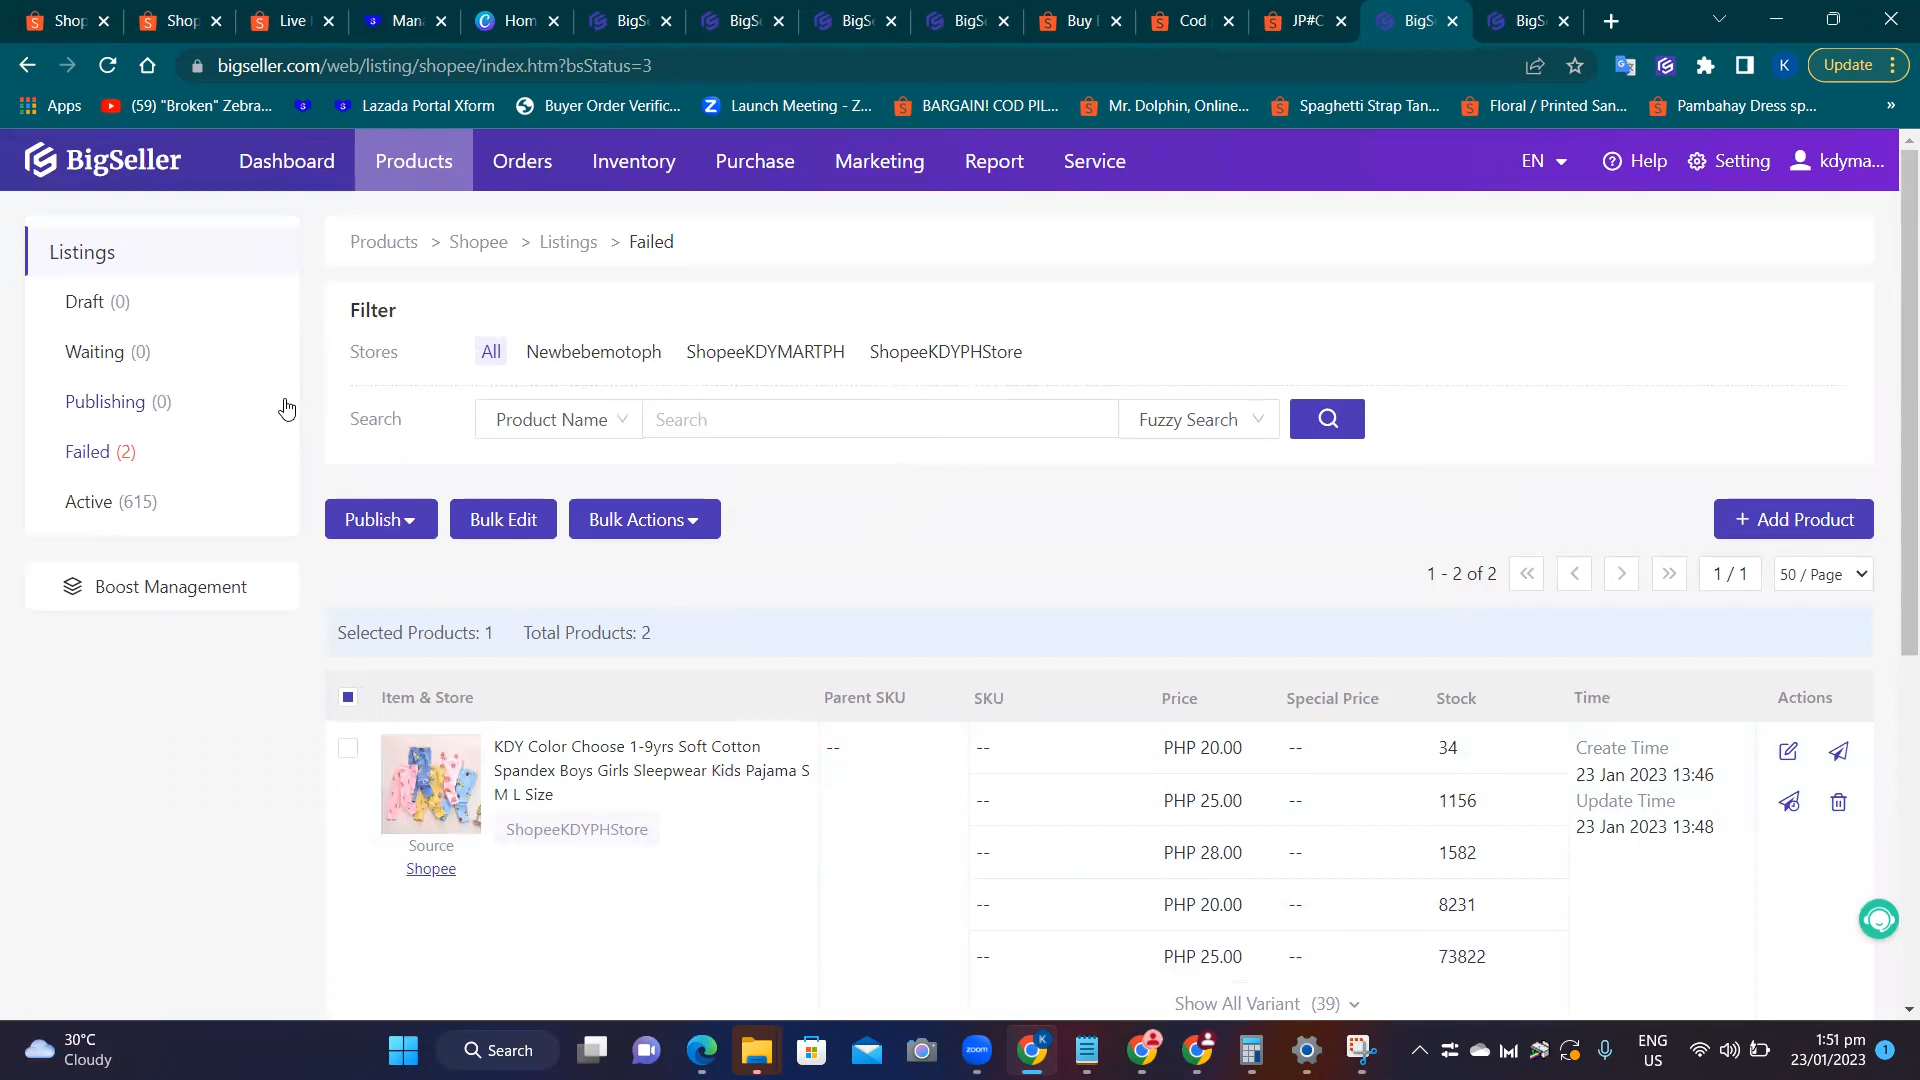 Shop
Shop
Live
Man
Hom
BigS
BigS
BigS
BigS
Buy
Cod
JP#C
BigS
BigS
bigseller.com/web/listing/shopee/index.htm?bsStatus=3
K
Update
Apps
(59) "Broken" Zebra...
Lazada Portal Xform
Buyer Order Verific...
Launch Meeting - Z...
BARGAIN! COD PIL...
Mr. Dolphin, Online...
Spaghetti Strap Tan...
Floral / Printed San...
Pambahay Dress sp...
»
BigSeller
Dashboard
Products
Orders
Inventory
Purchase
Marketing
Report
Service
EN
Help
Setting
kdyma...
Listings
Draft (0)
Waiting (0)
Publishing (0)
Failed (2)
Active (615)
Boost Management
Products > Shopee > Listings > Failed
Filter
Stores
All
Newbebemotoph
ShopeeKDYMARTPH
ShopeeKDYPHStore
Search
Product Name
Search
Fuzzy Search
Publish
Bulk Edit
Bulk Actions
+ Add Product
1 - 2 of 2
1 / 1
50 / Page
Selected Products: 1
Total Products: 2
Item & Store
Parent SKU
SKU
Price
Special Price
Stock
Time
Actions
KDY Color Choose 1-9yrs Soft Cotton
Spandex Boys Girls Sleepwear Kids Pajama S
M L Size
ShopeeKDYPHStore
Source
Shopee
--
-- PHP 20.00 -- 34
-- PHP 25.00 -- 1156
-- PHP 28.00 -- 1582
-- PHP 20.00 -- 8231
-- PHP 25.00 -- 73822
Show All Variant (39)
Create Time
23 Jan 2023 13:46
Update Time
23 Jan 2023 13:48
30°C
Cloudy
Search
zoom
K
ENG
US
1:51 pm
23/01/2023
1